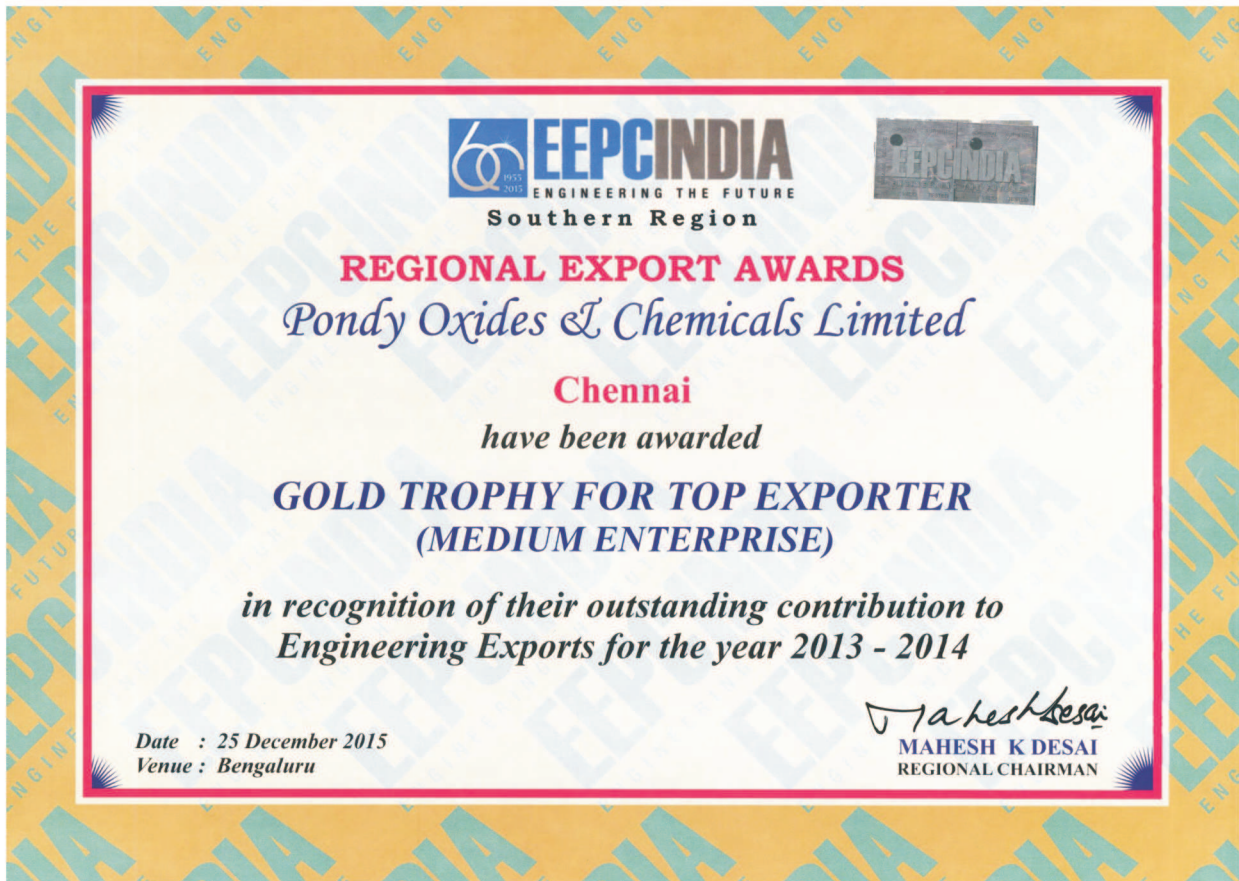 60
1955
2015
EEPCINDIA
ENGINEERING THE FUTURE
Southern Region
EEPCINDIA
REGIONAL EXPORT AWARDS
Pondy Oxides & Chemicals Limited
Chennai
have been awarded
GOLD TROPHY FOR TOP EXPORTER
(MEDIUM ENTERPRISE)
in recognition of their outstanding contribution to
Engineering Exports for the year 2013 - 2014
Date : 25 December 2015
Venue : Bengaluru
Mahesh Desai
MAHESH K DESAI
REGIONAL CHAIRMAN